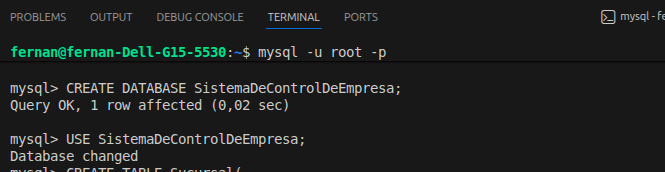 PROBLEMS OUTPUT DEBUG CONSOLE TERMINAL PORTS mysql - fe
fernan@fernan-Dell-G15-5530:~$ mysql -u root -p
mysql> CREATE DATABASE SistemaDeControlDeEmpresa;
Query OK, 1 row affected (0,02 sec)
mysql> USE SistemaDeControlDeEmpresa;
Database changed
mysql> CREATE TABLE Sucursal(